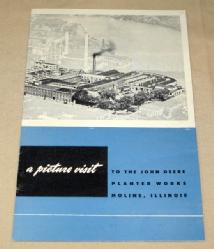 a picture visit
TO THE JOHN DEERE
PLANTER WORKS
MOLINE, ILLINOIS